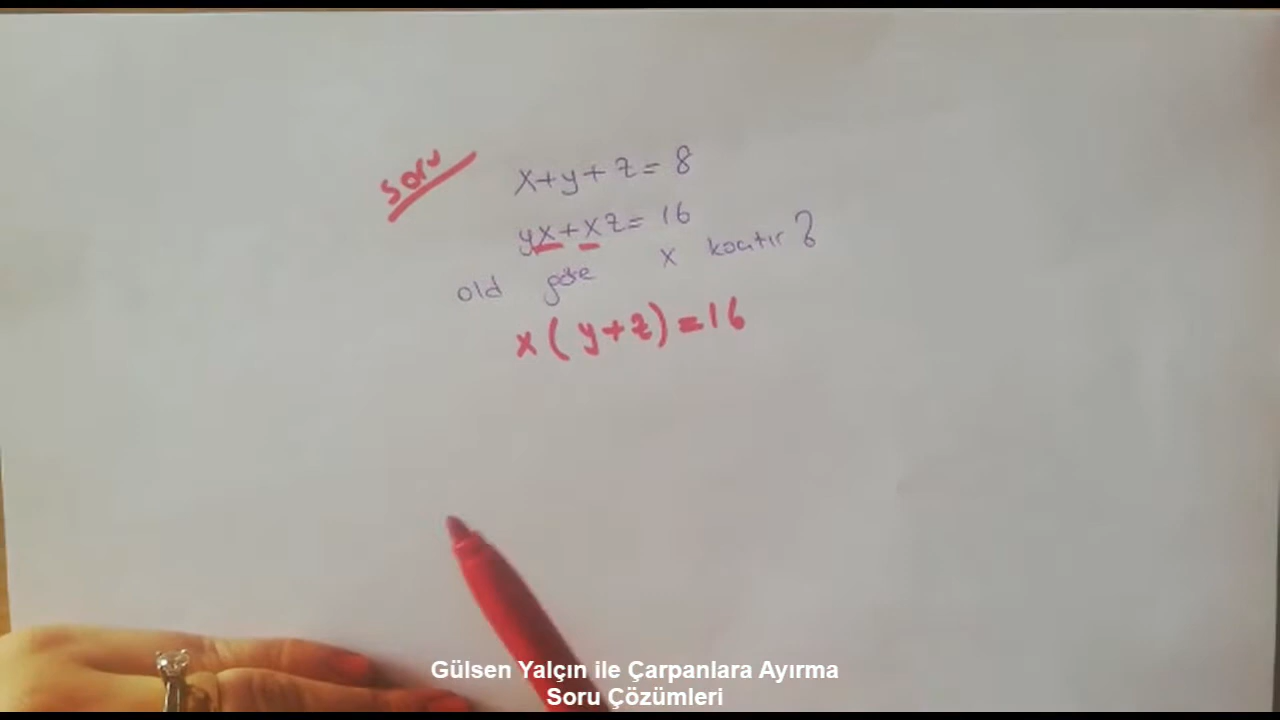 Soru
x+y+z=8
yx+xz=16
old göre x kaçtır?
x(y+z)=16
Gülsen Yalçın ile Çarpanlara Ayırma
Soru Çözümleri